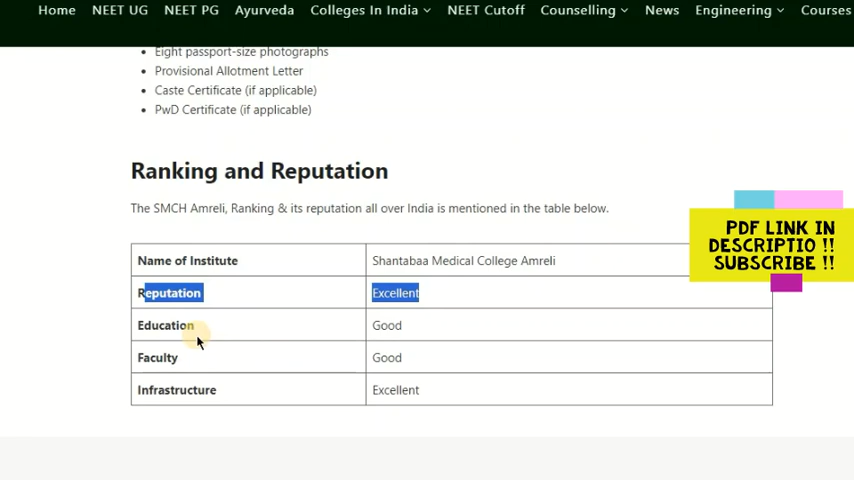 Home NEET UG NEET PG Ayurveda Colleges In India NEET Cutoff Counselling News Engineering Courses
Eight passport-size photographs
Provisional Allotment Letter
Caste Certificate (if applicable)
PwD Certificate (if applicable)
Ranking and Reputation
The SMCH Amreli, Ranking & its reputation all over India is mentioned in the table below.
PDF LINK IN
DESCRIPTIO !!
SUBSCRIBE !!
Name of Institute Shantabaa Medical College Amreli
Reputation Excellent
Education Good
Faculty Good
Infrastructure Excellent